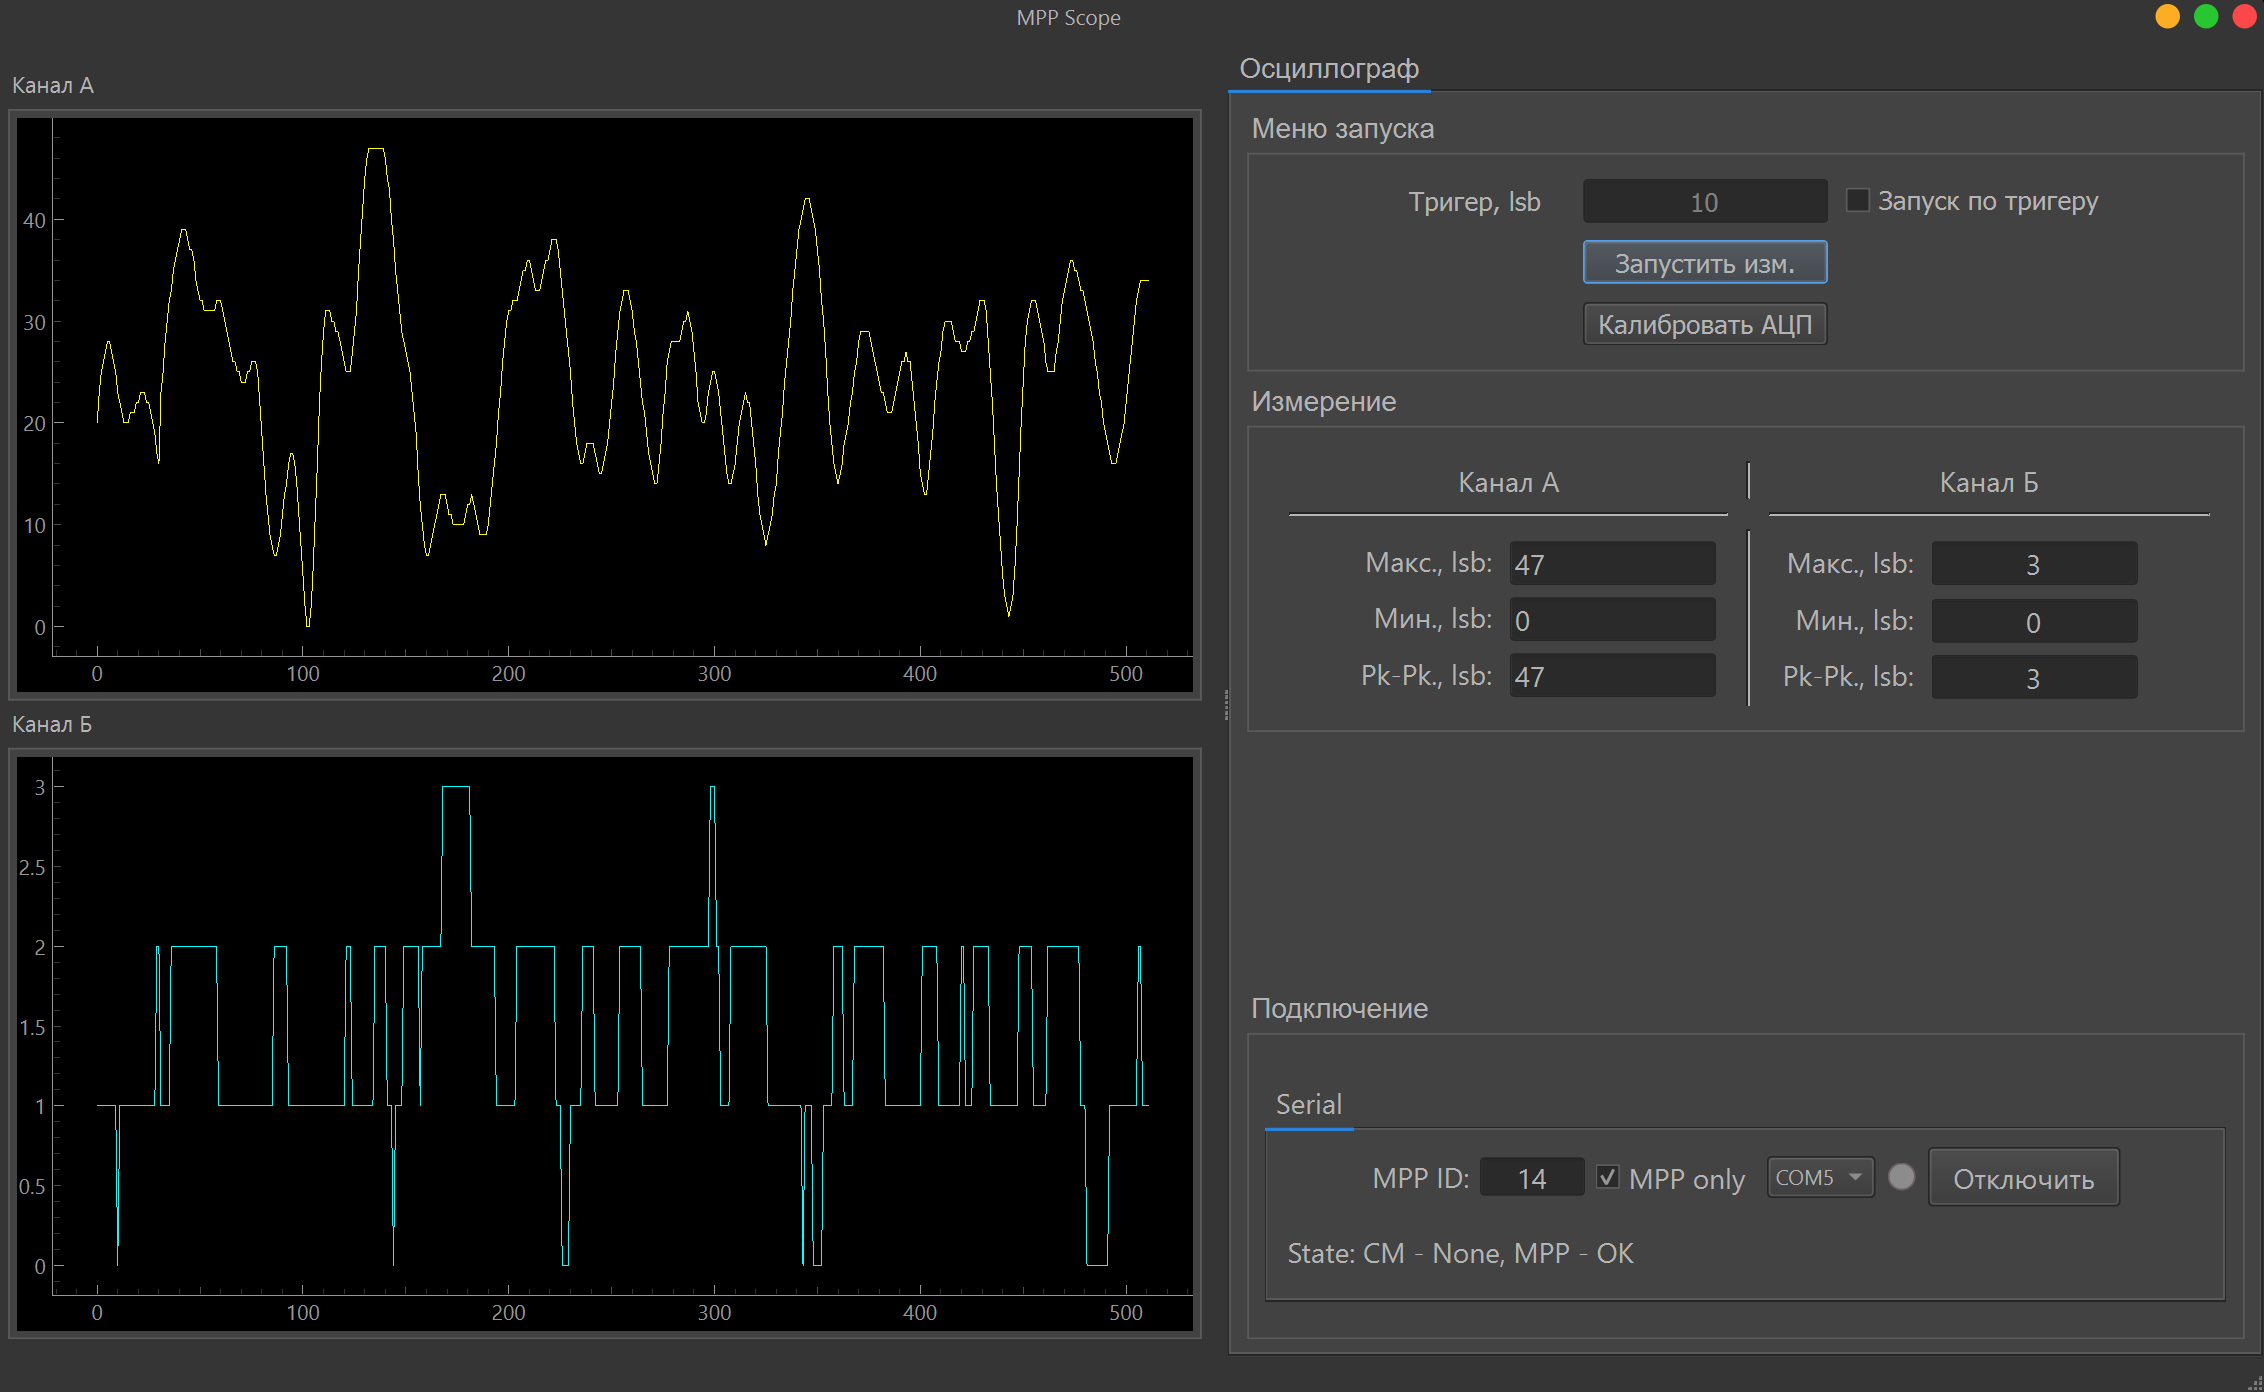 MPP Scope
Канал А
40
30
20
10
0
0 100 200 300 400 500
Канал Б
3
2.5
2
1.5
1
0.5
0
0 100 200 300 400 500
Осциллограф
Меню запуска
Тригер, lsb 10 Запуск по тригеру
Запустить изм.
Калибровать АЦП
Измерение
Канал А Канал Б
Макс., lsb: 47 Макс., lsb: 3
Мин., lsb: 0 Мин., lsb: 0
Pk-Pk., lsb: 47 Pk-Pk., lsb: 3
Подключение
Serial
MPP ID: 14 MPP only COM5 Отключить
State: CM - None, MPP - OK